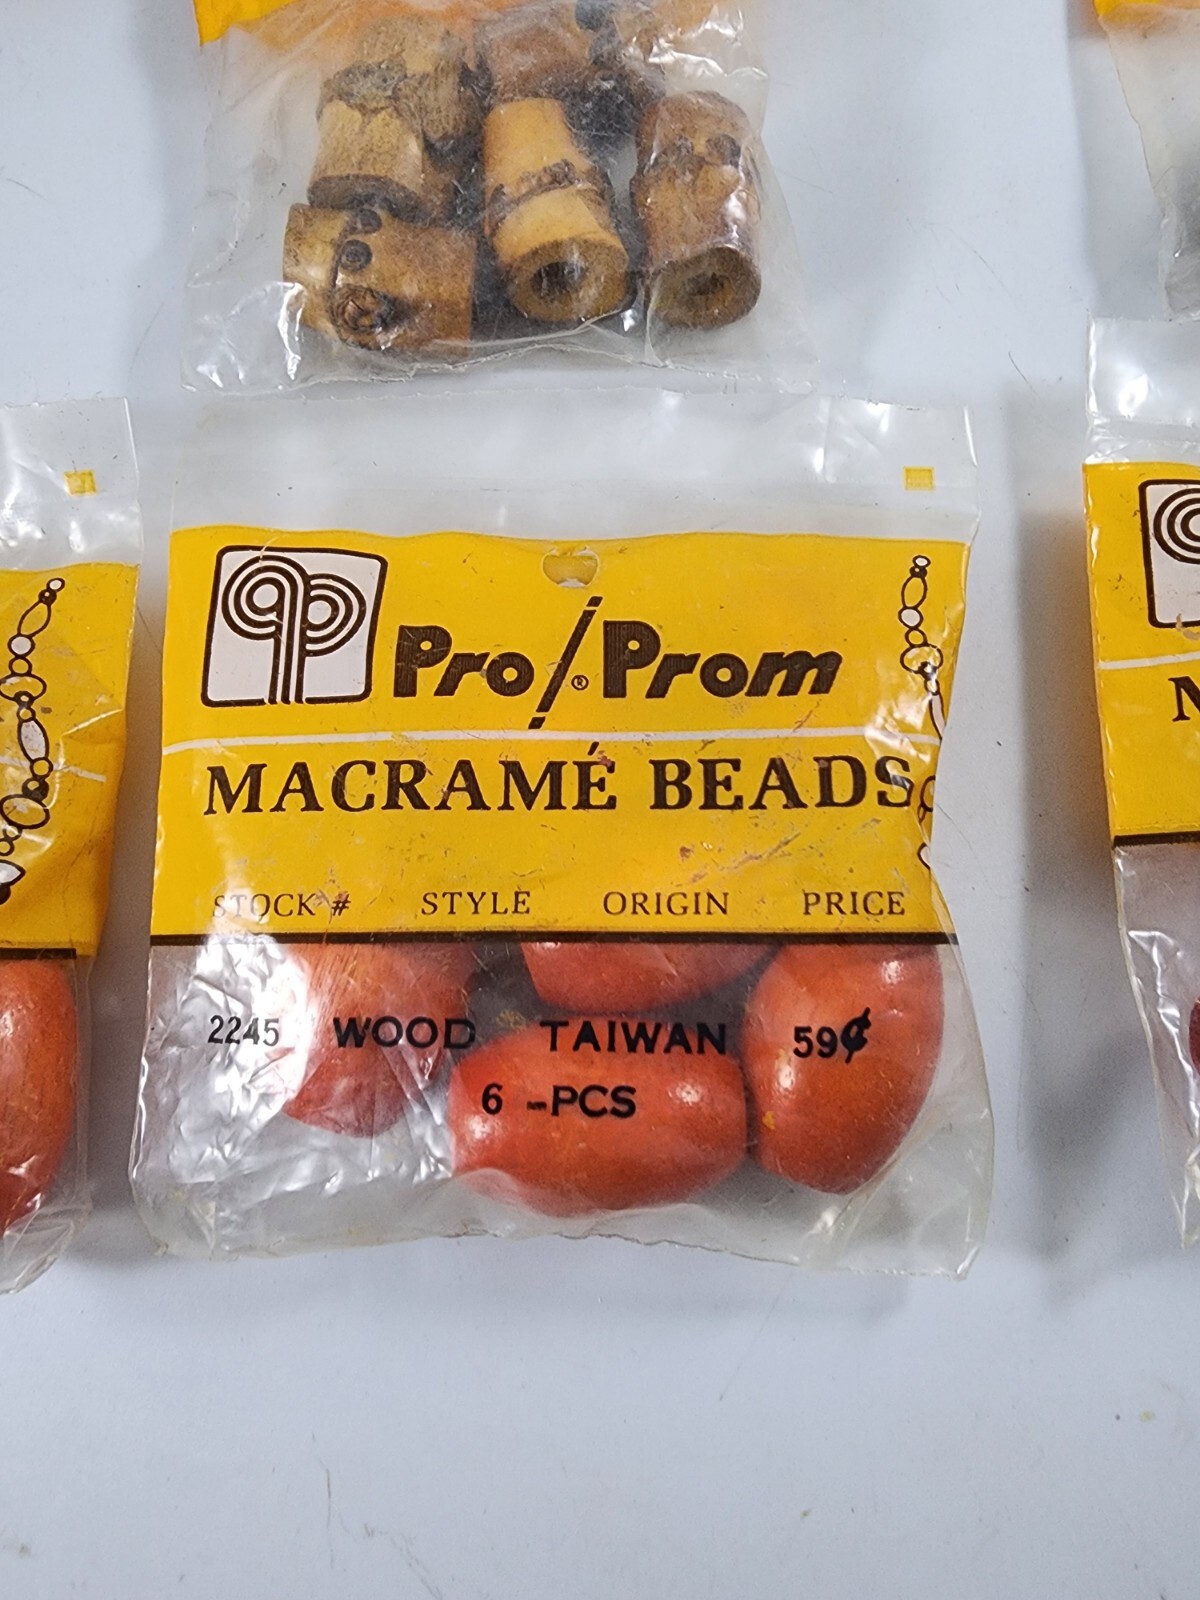 Pro/Prom®
MACRAMÉ BEADS
STOCK # STYLE ORIGIN PRICE
2245 WOOD TAIWAN 59¢
6 -PCS